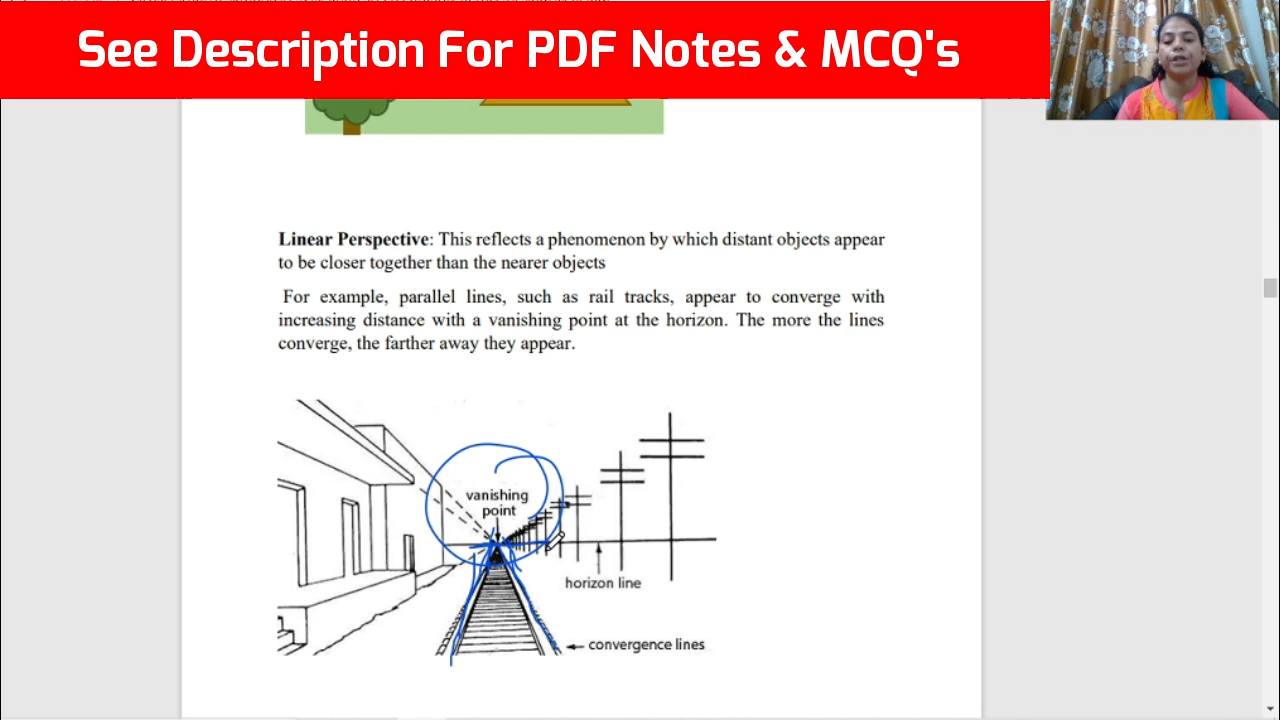 See Description For PDF Notes & MCQ's
Linear Perspective: This reflects a phenomenon by which distant objects appear
to be closer together than the nearer objects
For example, parallel lines, such as rail tracks, appear to converge with
increasing distance with a vanishing point at the horizon. The more the lines
converge, the farther away they appear.
vanishing
point
horizon line
convergence lines